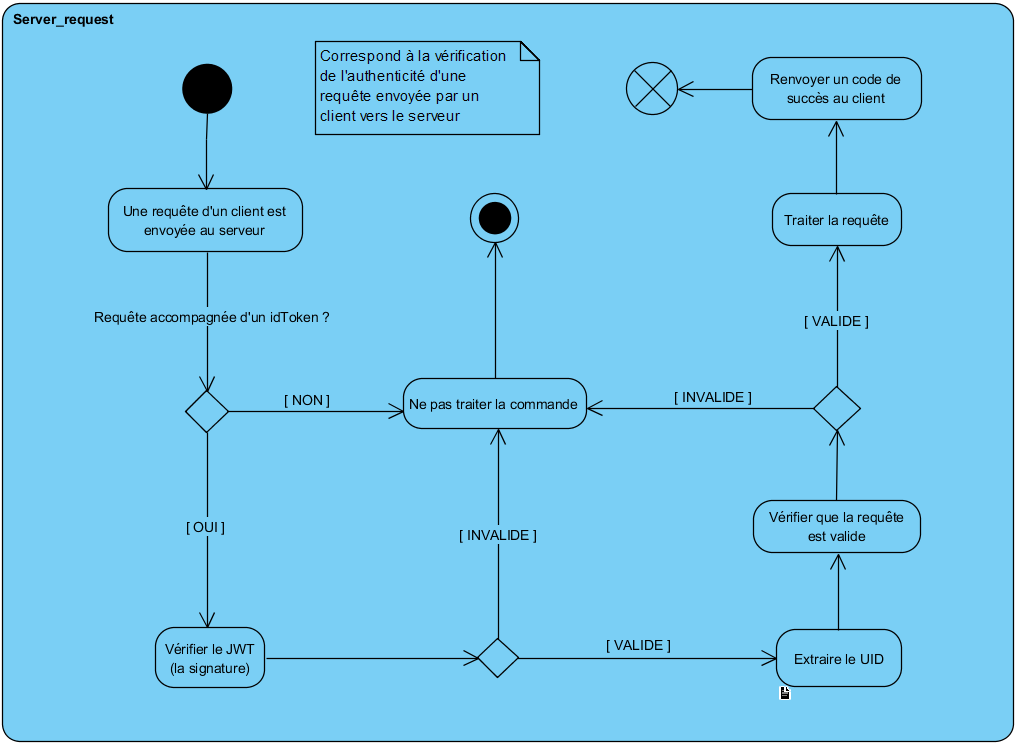 Server_request
Correspond à la vérification
de l'authenticité d'une
requête envoyée par un
client vers le serveur
Renvoyer un code de
succès au client
Une requête d'un client est
envoyée au serveur
Traiter la requête
Requête accompagnée d'un idToken ?
[ VALIDE ]
[ NON ]
Ne pas traiter la commande
[ INVALIDE ]
[ OUI ]
[ INVALIDE ]
Vérifier que la requête
est valide
Vérifier le JWT
(la signature)
[ VALIDE ]
Extraire le UID